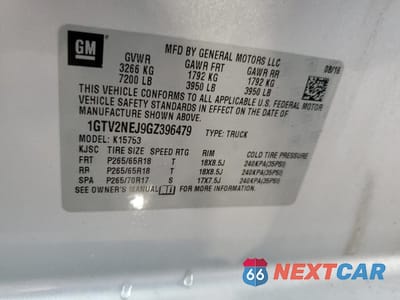 GM
MFD BY GENERAL MOTORS LLC
08/16
GVWR GAWR FRT GAWR RR
3266 KG 1792 KG 1792 KG
7200 LB 3950 LB 3950 LB
THIS VEHICLE CONFORMS TO ALL APPLICABLE U.S. FEDERAL
MOTOR VEHICLE SAFETY STANDARDS IN EFFECT ON THE DATE OF
MANUFACTURE SHOWN ABOVE.
1GTV2NEJ9GZ396479 TYPE: TRUCK
MODEL: K15753
KJSC TIRE SIZE SPEED RTG RIM COLD TIRE PRESSURE
FRT P265/65R18 T 18X8.5J 240KPA(35PSI)
RR P265/65R18 T 18X8.5J 240KPA(35PSI)
SPA P265/70R17 S 17X7.5J 240KPA(35PSI)
SEE OWNER'S MANUAL FOR MORE INFORMATION.
66 NEXTCAR